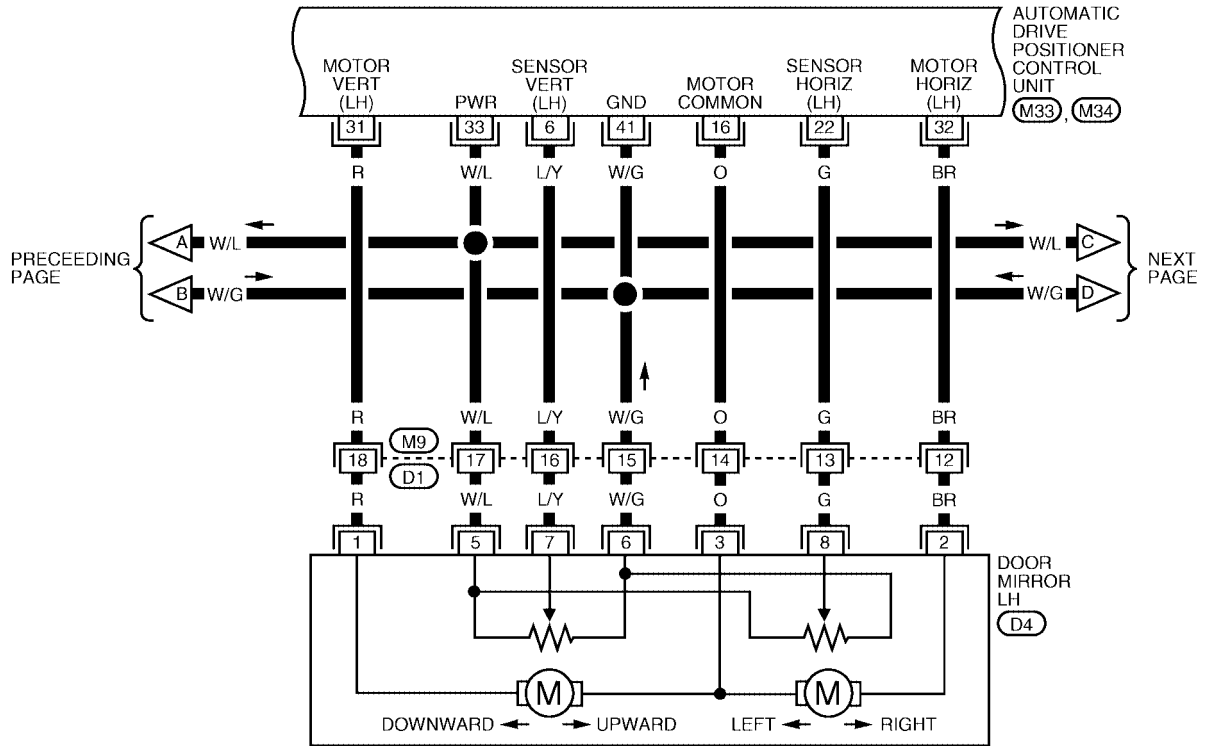 AUTOMATIC
DRIVE
POSITIONER
CONTROL
UNIT
M33 , M34
MOTOR
VERT
(LH)
PWR
SENSOR
VERT
(LH)
GND
MOTOR
COMMON
SENSOR
HORIZ
(LH)
MOTOR
HORIZ
(LH)
31 33 6 41 16 22 32
R W/L L/Y W/G O G BR
PRECEEDING
PAGE
A W/L W/L C
B W/G W/G D
NEXT
PAGE
R W/L L/Y W/G O G BR
M9
18 17 16 15 14 13 12
D1
R W/L L/Y W/G O G BR
1 5 7 6 3 8 2
DOOR
MIRROR
LH
D4
M M
DOWNWARD UPWARD LEFT RIGHT